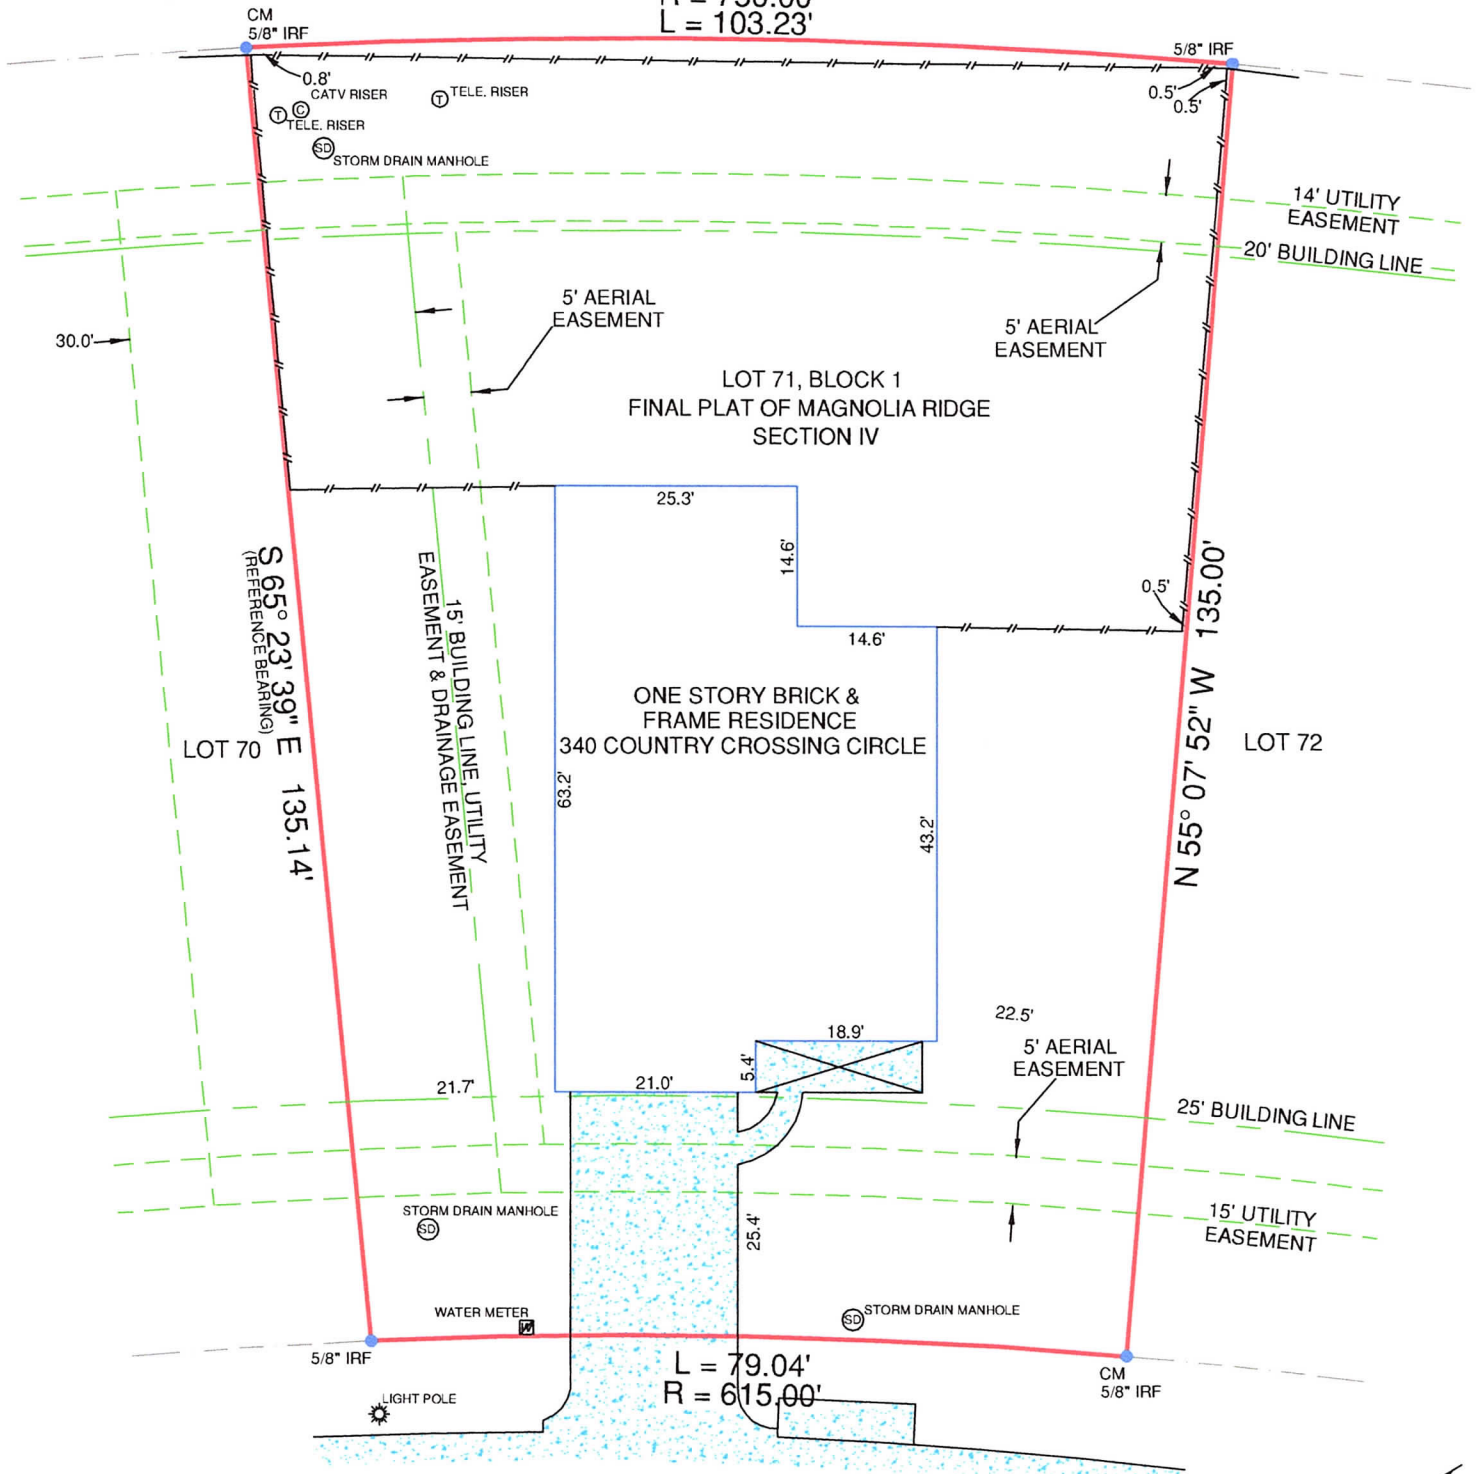 L = 103.23'
CM
5/8" IRF
5/8" IRF
0.8'
CATV RISER
C
T
TELE. RISER
T
TELE. RISER
0.5'
0.5'
SD
STORM DRAIN MANHOLE
14' UTILITY
EASEMENT
20' BUILDING LINE
5' AERIAL
EASEMENT
5' AERIAL
EASEMENT
30.0'
LOT 71, BLOCK 1
FINAL PLAT OF MAGNOLIA RIDGE
SECTION IV
25.3'
14.6'
14.6'
0.5'
S 65° 23' 39" E 135.14'
(REFERENCE BEARING)
15' BUILDING LINE, UTILITY
EASEMENT & DRAINAGE EASEMENT
N 55° 07' 52" W 135.00'
ONE STORY BRICK &
FRAME RESIDENCE
340 COUNTRY CROSSING CIRCLE
LOT 70
LOT 72
63.2'
43.2'
22.5'
18.9'
5.4'
5' AERIAL
EASEMENT
21.7'
21.0'
25' BUILDING LINE
STORM DRAIN MANHOLE
SD
25.4'
15' UTILITY
EASEMENT
WATER METER
W
SD
STORM DRAIN MANHOLE
5/8" IRF
L = 79.04'
R = 615.00'
CM
5/8" IRF
LIGHT POLE